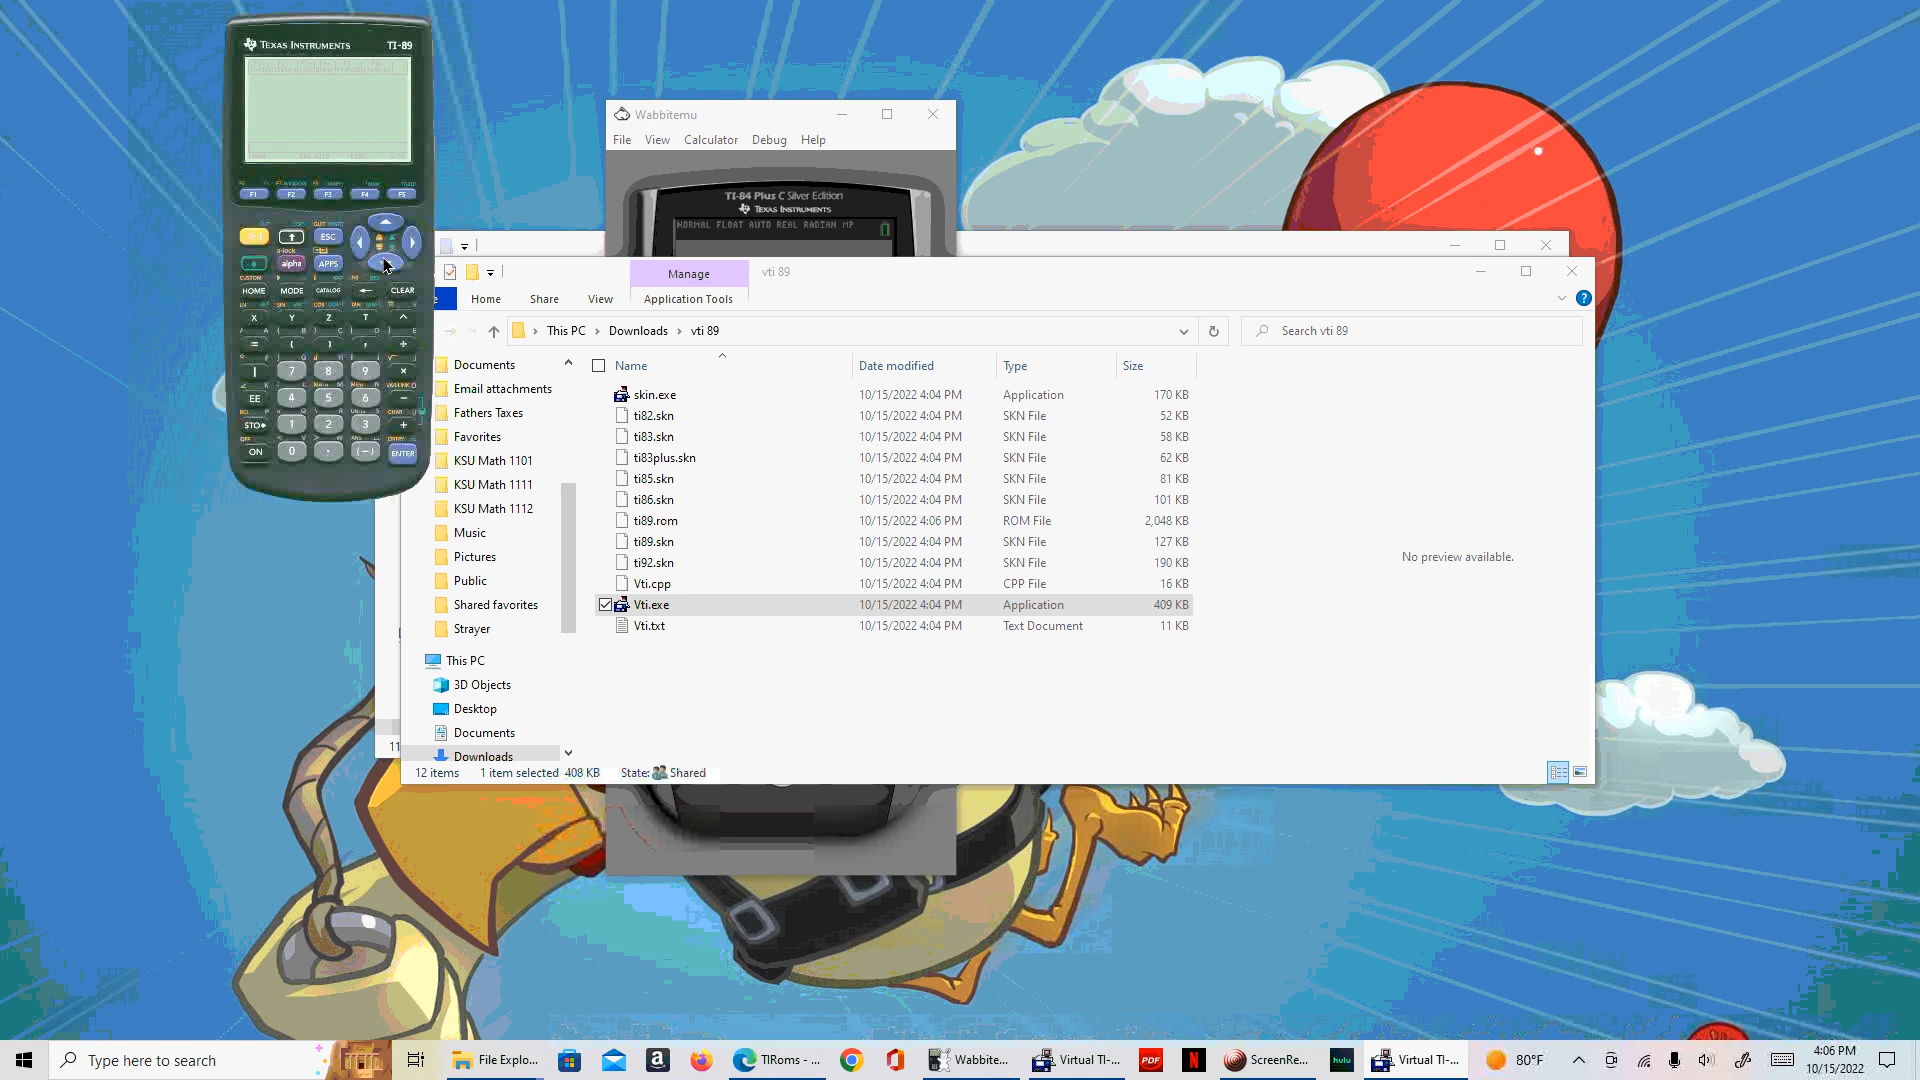 TEXAS INSTRUMENTS TI-89
F1 F2 F3 F4 F5
ESC
alpha APPS
HOME MODE CATALOG ← CLEAR
X Y Z T ^
= ( ) , ÷
| 7 8 9 ×
EE 4 5 6 −
STO▸ 1 2 3 +
ON 0 . (−) ENTER
Wabbitemu
File View Calculator Debug Help
TI-84 Plus C Silver Edition
TEXAS INSTRUMENTS
NORMAL FLOAT AUTO REAL RADIAN MP
Manage vti 89
Home Share View Application Tools
This PC > Downloads > vti 89
Search vti 89
Name Date modified Type Size
skin.exe 10/15/2022 4:04 PM Application 170 KB
ti82.skn 10/15/2022 4:04 PM SKN File 52 KB
ti83.skn 10/15/2022 4:04 PM SKN File 58 KB
ti83plus.skn 10/15/2022 4:04 PM SKN File 62 KB
ti85.skn 10/15/2022 4:04 PM SKN File 81 KB
ti86.skn 10/15/2022 4:04 PM SKN File 101 KB
ti89.rom 10/15/2022 4:06 PM ROM File 2,048 KB
ti89.skn 10/15/2022 4:04 PM SKN File 127 KB
ti92.skn 10/15/2022 4:04 PM SKN File 190 KB
Vti.cpp 10/15/2022 4:04 PM CPP File 16 KB
Vti.exe 10/15/2022 4:04 PM Application 409 KB
Vti.txt 10/15/2022 4:04 PM Text Document 11 KB
Documents
Email attachments
Fathers Taxes
Favorites
KSU Math 1101
KSU Math 1111
KSU Math 1112
Music
Pictures
Public
Shared favorites
Strayer
This PC
3D Objects
Desktop
Documents
Downloads
No preview available.
11
12 items 1 item selected 408 KB State: Shared
Type here to search
File Explo...
TIRoms - ...
Wabbite...
Virtual TI-...
PDF
ScreenRe...
hulu
Virtual TI-...
80°F
4:06 PM
10/15/2022